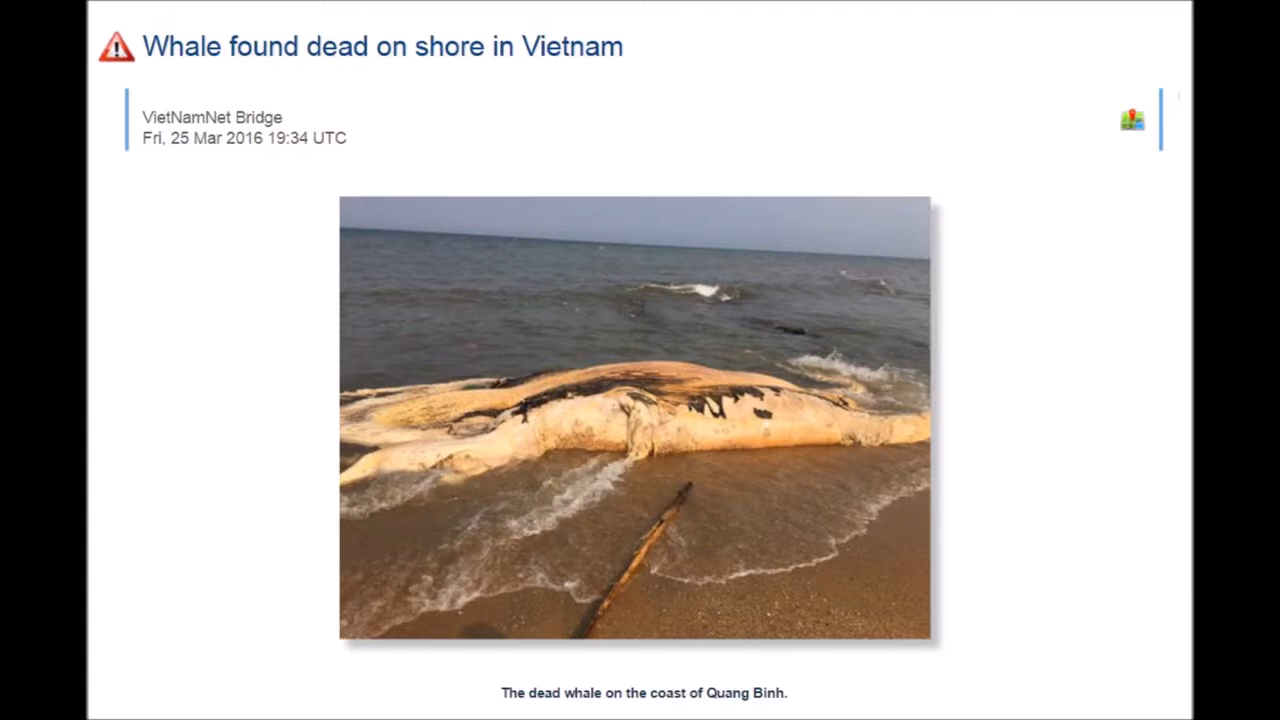 Whale found dead on shore in Vietnam
VietNamNet Bridge
Fri, 25 Mar 2016 19:34 UTC
The dead whale on the coast of Quang Binh.